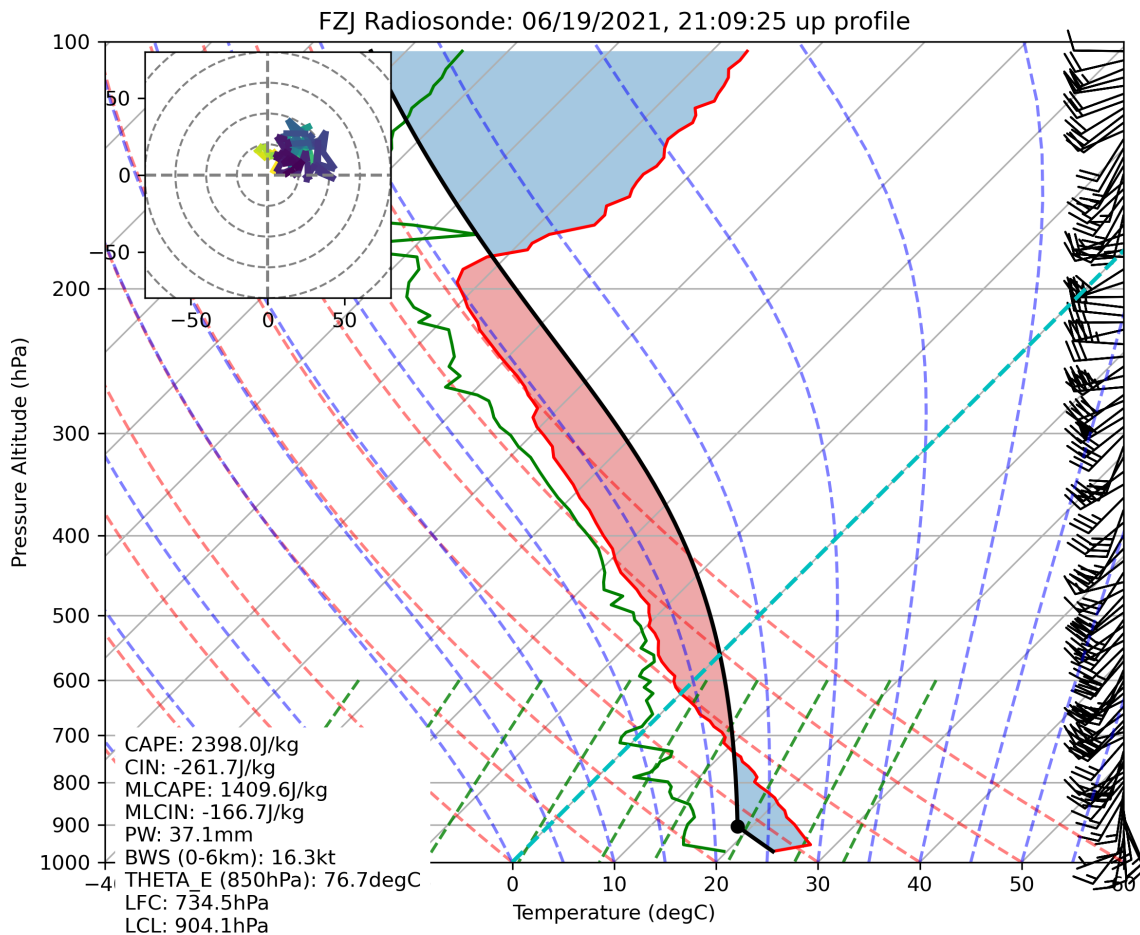 FZJ Radiosonde: 06/19/2021, 21:09:25 up profile
100
200
300
400
500
600
700
800
900
1000
Pressure Altitude (hPa)
50
0
−50
−50 0 50
CAPE: 2398.0J/kg
CIN: -261.7J/kg
MLCAPE: 1409.6J/kg
MLCIN: -166.7J/kg
PW: 37.1mm
BWS (0-6km): 16.3kt
THETA_E (850hPa): 76.7degC
LFC: 734.5hPa
LCL: 904.1hPa
0 10 20 30 40 50 60
Temperature (degC)